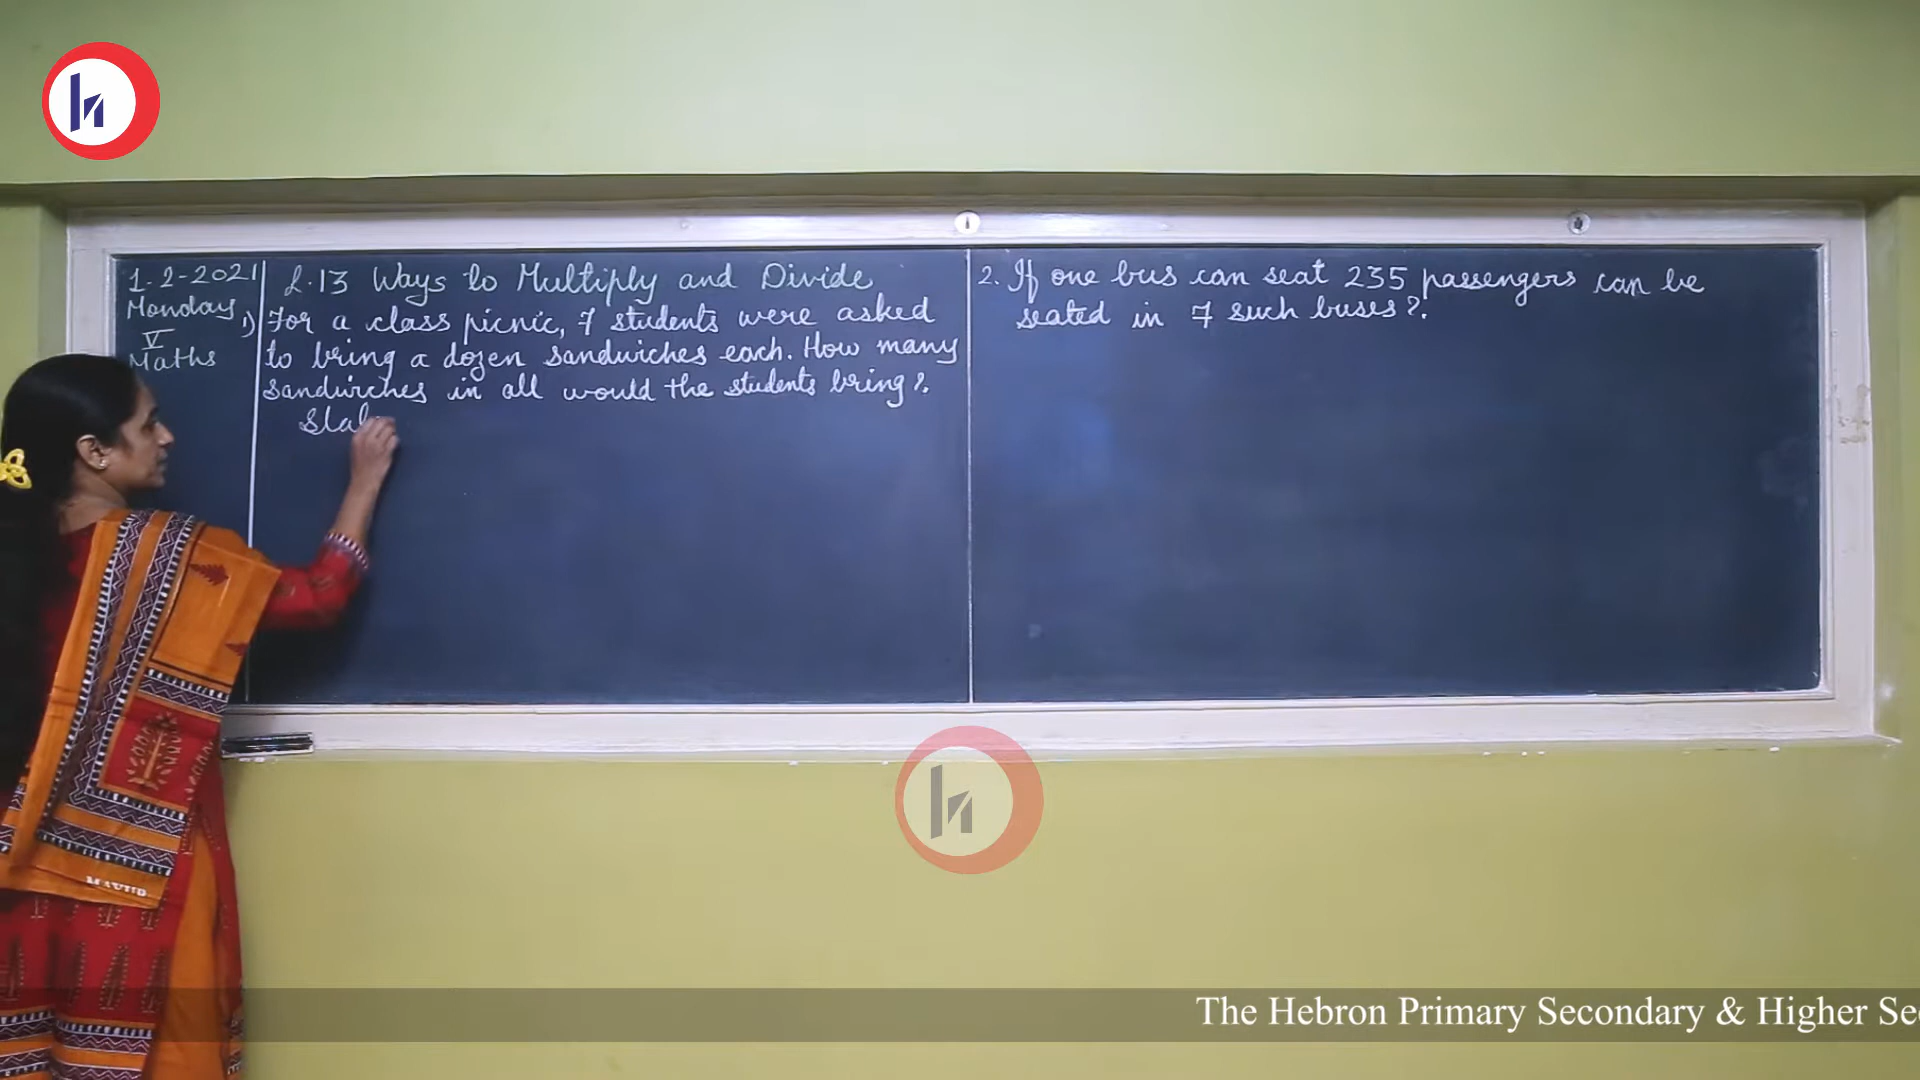 1-2-2021
Monday
V
Maths
L.13 Ways to Multiply and Divide
1) For a class picnic, 7 students were asked
to bring a dozen sandwiches each. How many
sandwiches in all would the students bring?.
2. If one bus can seat 235 passengers can be
seated in 7 such buses?.
MAYUR
The Hebron Primary Secondary & Higher Se